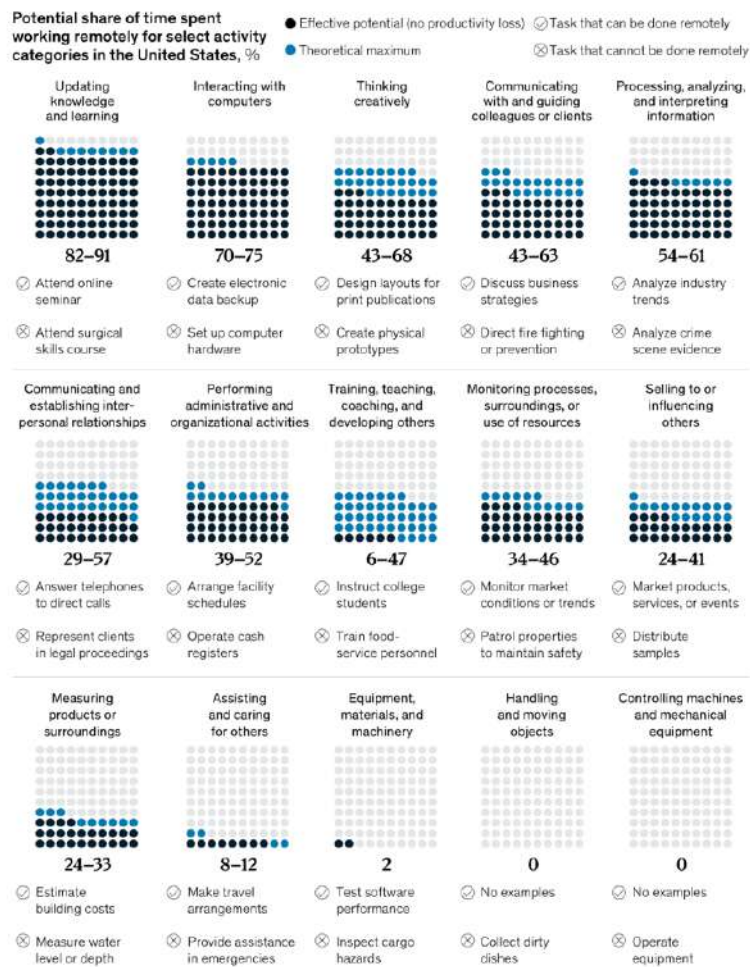 Potential share of time spent
working remotely for select activity
categories in the United States, %
Effective potential (no productivity loss)
Task that can be done remotely
Theoretical maximum
Task that cannot be done remotely
Updating
knowledge
and learning
82–91
Attend online
seminar
Attend surgical
skills course
Interacting with
computers
70–75
Create electronic
data backup
Set up computer
hardware
Thinking
creatively
43–68
Design layouts for
print publications
Create physical
prototypes
Communicating
with and guiding
colleagues or clients
43–63
Discuss business
strategies
Direct fire fighting
or prevention
Processing, analyzing,
and interpreting
information
54–61
Analyze industry
trends
Analyze crime
scene evidence
Communicating and
establishing inter-
personal relationships
29–57
Answer telephones
to direct calls
Represent clients
in legal proceedings
Performing
administrative and
organizational activities
39–52
Arrange facility
schedules
Operate cash
registers
Training, teaching,
coaching, and
developing others
6–47
Instruct college
students
Train food-
service personnel
Monitoring processes,
surroundings, or
use of resources
34–46
Monitor market
conditions or trends
Patrol properties
to maintain safety
Selling to or
influencing
others
24–41
Market products,
services, or events
Distribute
samples
Measuring
products or
surroundings
24–33
Estimate
building costs
Measure water
level or depth
Assisting
and caring
for others
8–12
Make travel
arrangements
Provide assistance
in emergencies
Equipment,
materials, and
machinery
2
Test software
performance
Inspect cargo
hazards
Handling
and moving
objects
0
No examples
Collect dirty
dishes
Controlling machines
and mechanical
equipment
0
No examples
Operate
equipment